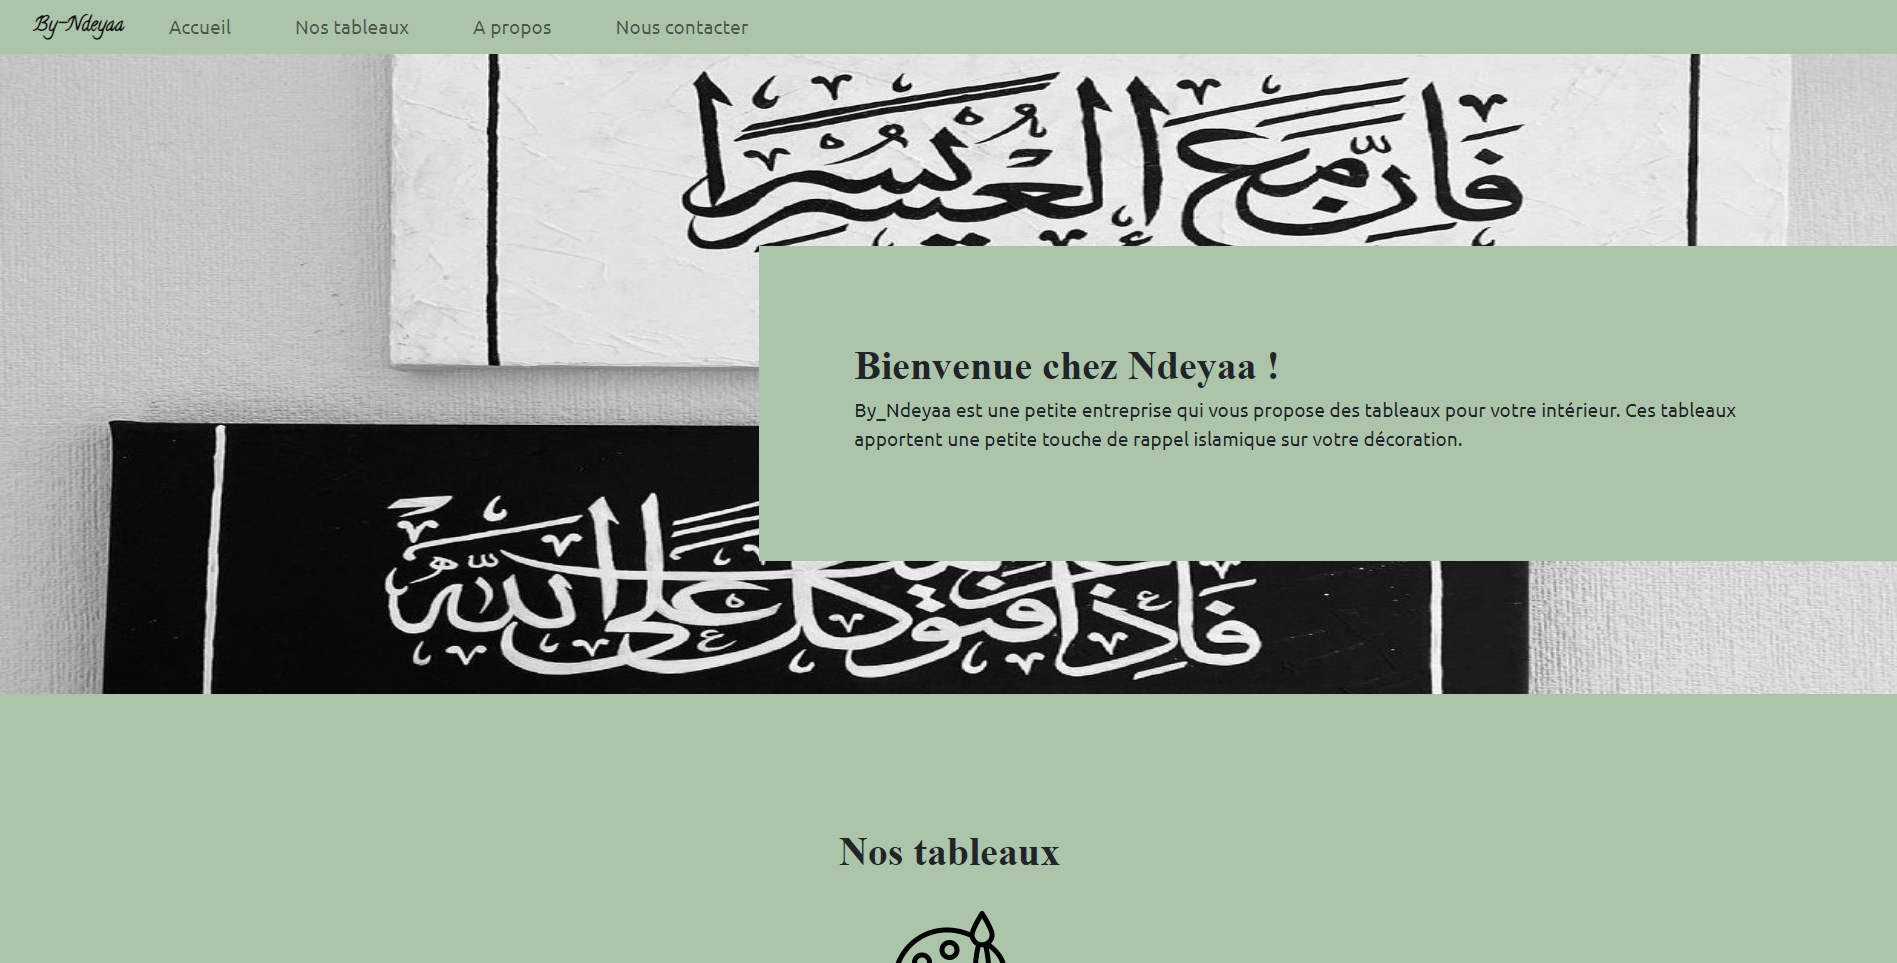 By-Ndeyaa
Accueil
Nos tableaux
A propos
Nous contacter
فَإِنَّ مَعَ الْعُسْرِ يُسْرًا
Bienvenue chez Ndeyaa !
By_Ndeyaa est une petite entreprise qui vous propose des tableaux pour votre intérieur. Ces tableaux
apportent une petite touche de rappel islamique sur votre décoration.
فَإِذَا فَتَوَكَّلْ عَلَى اللَّهِ
Nos tableaux